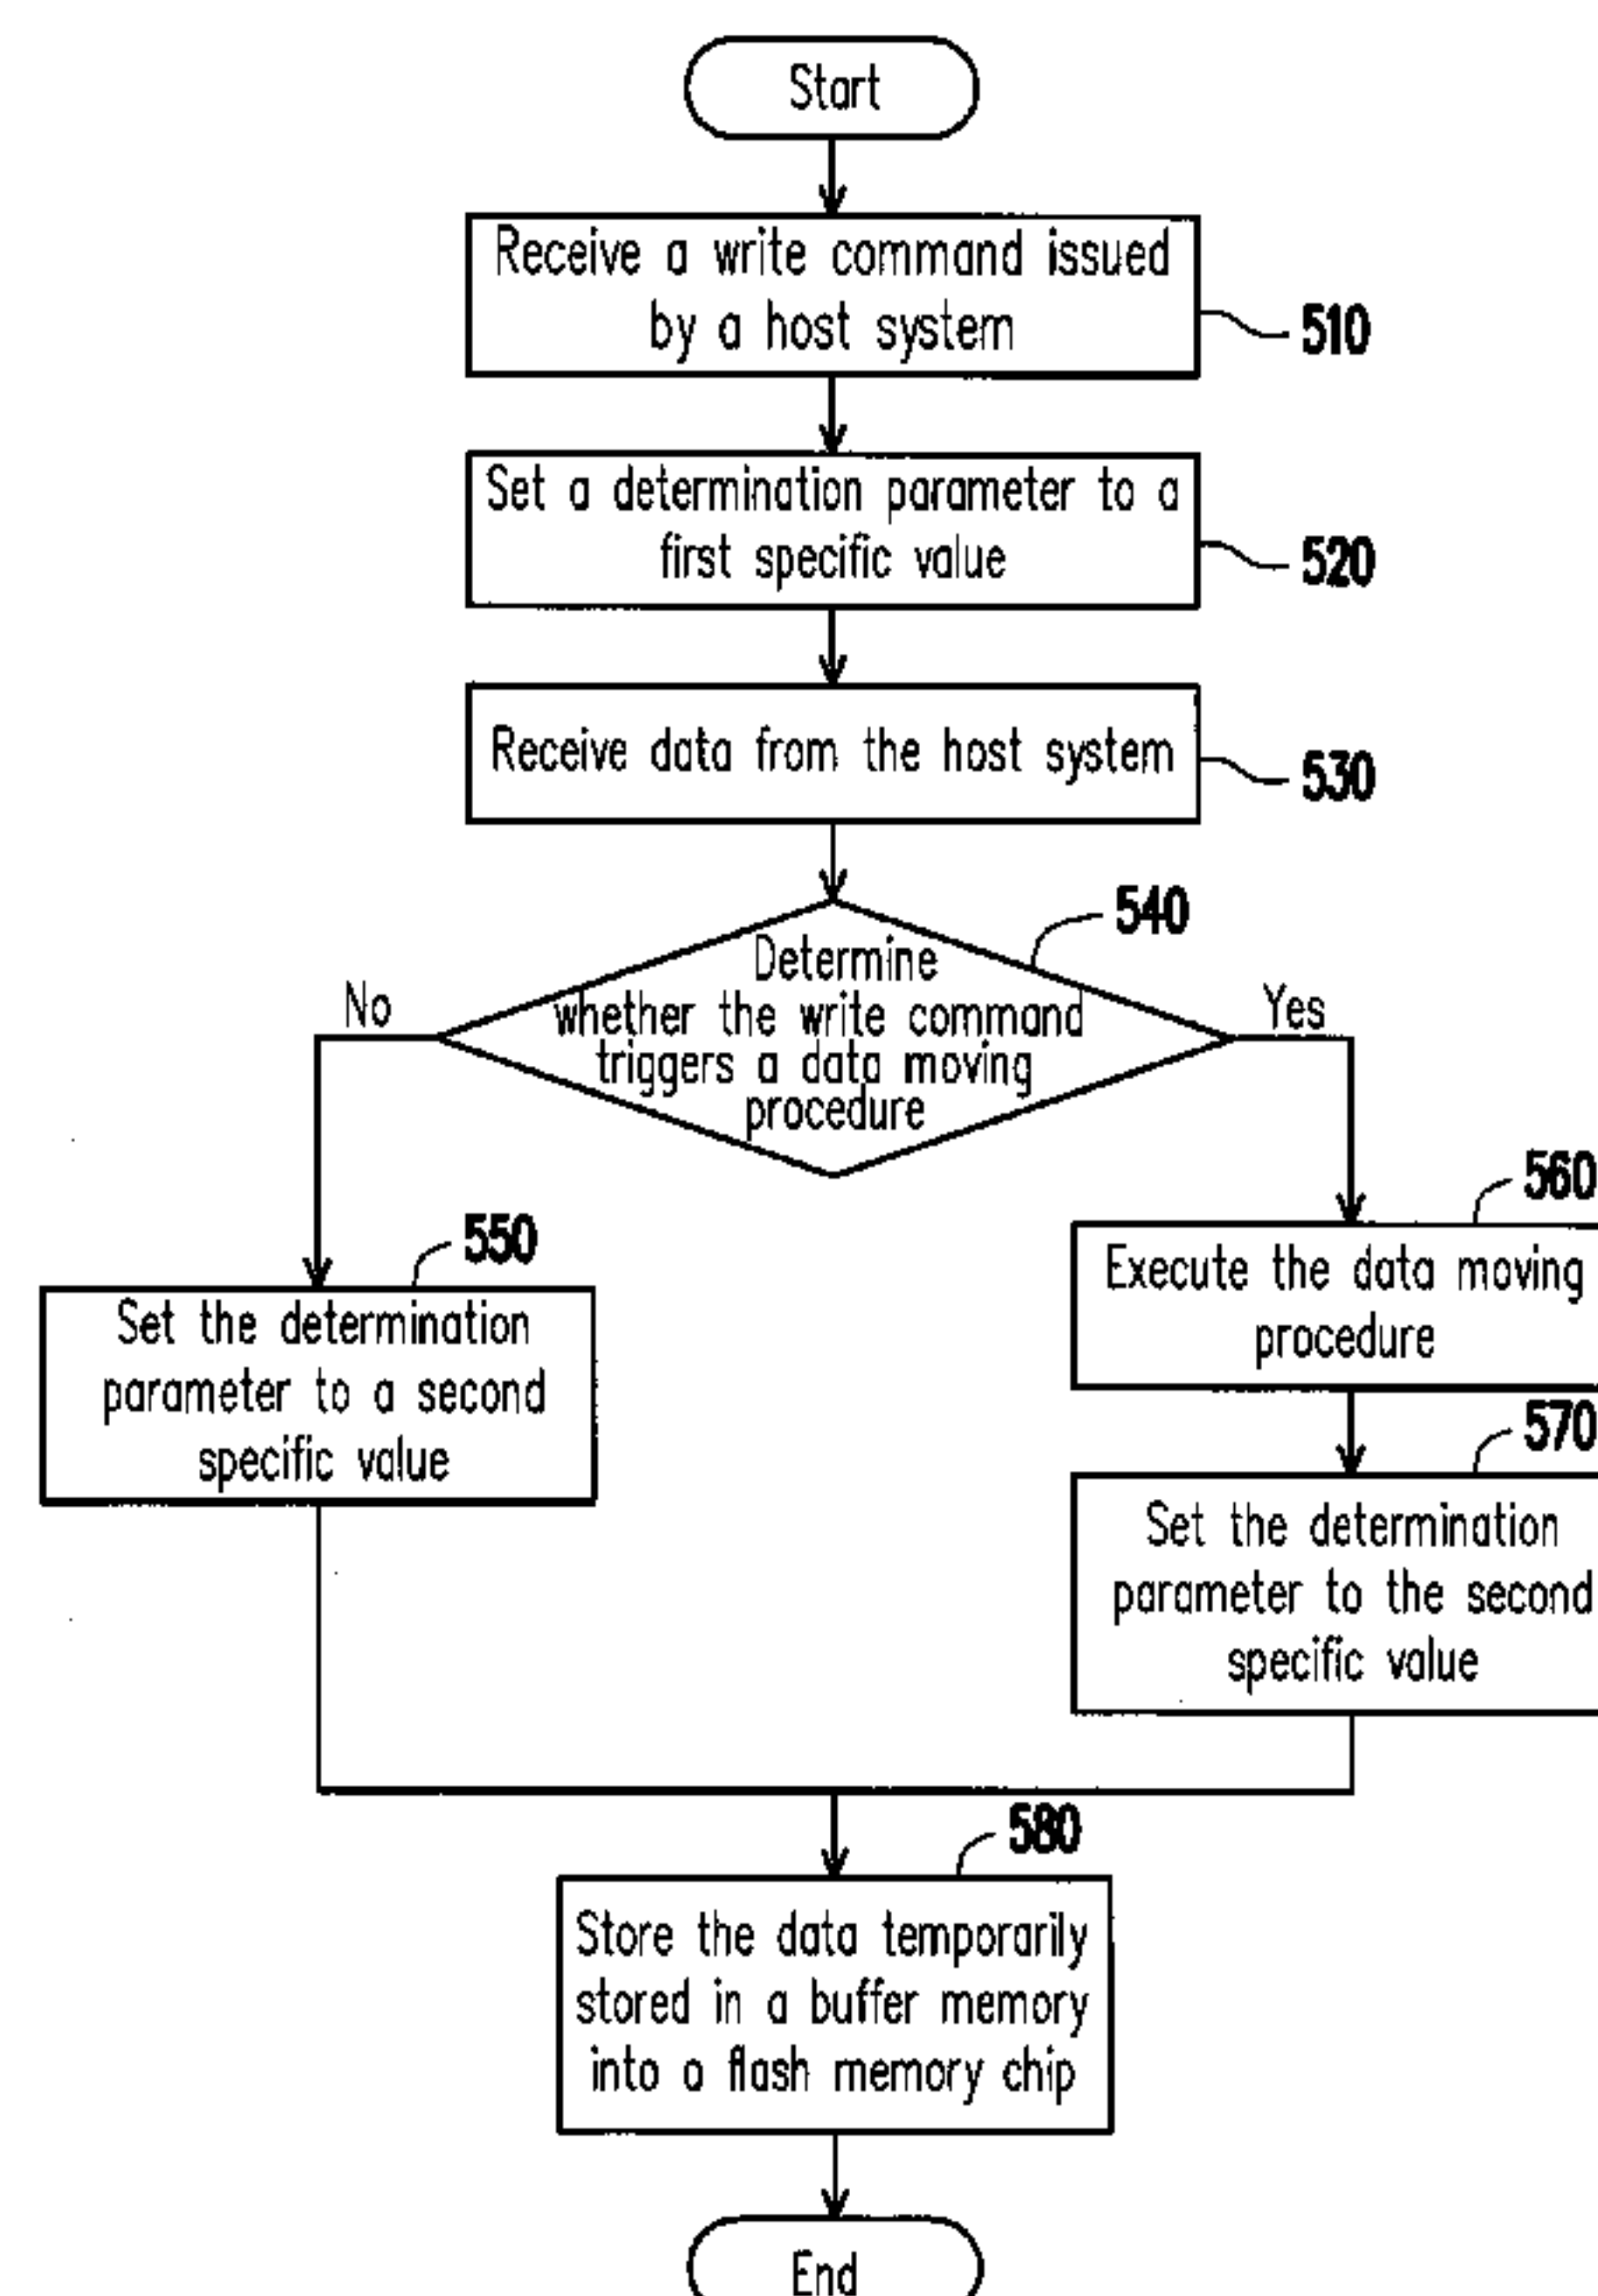 Start
Receive a write command issued
by a host system
510
Set a determination parameter to a
first specific value
520
Receive data from the host system
530
540
Determine
whether the write command
triggers a data moving
procedure
No
Yes
560
Execute the data moving
procedure
550
Set the determination
parameter to a second
specific value
570
Set the determination
parameter to the second
specific value
580
Store the data temporarily
stored in a buffer memory
into a flash memory chip
End